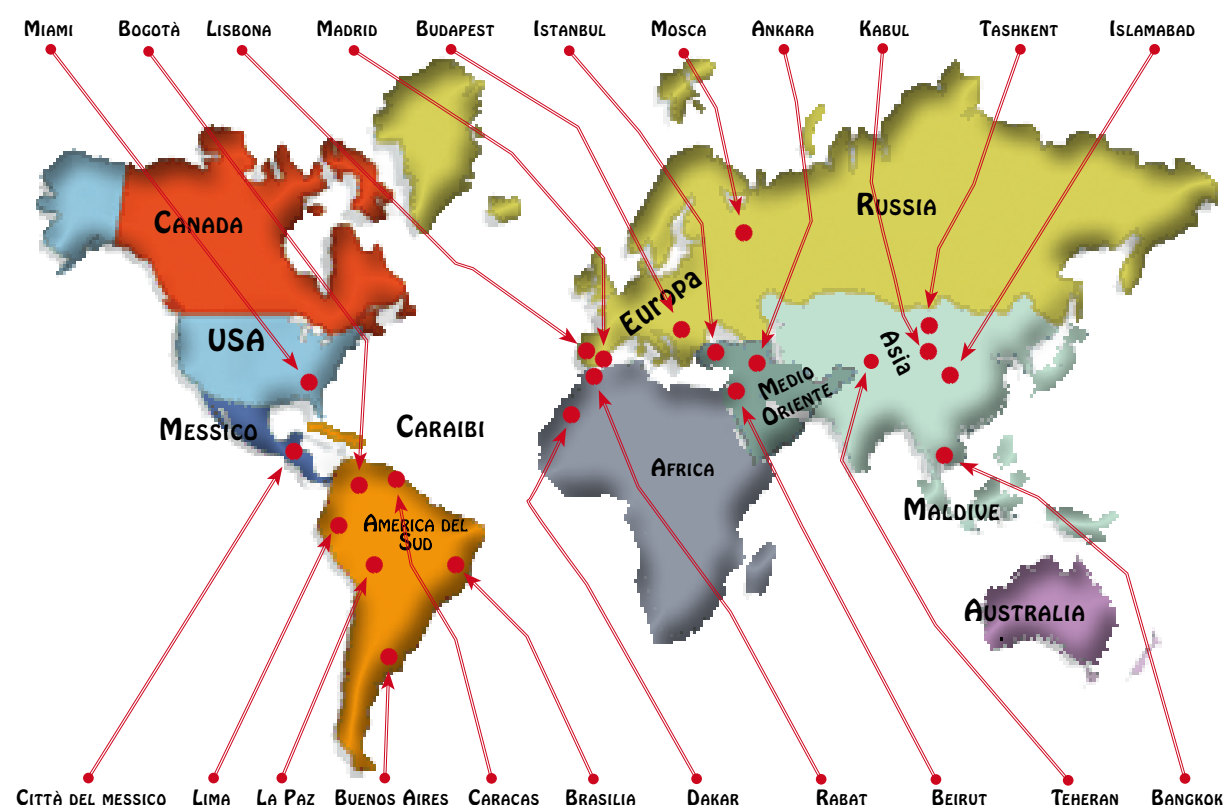 Miami Bogotà Lisbona Madrid Budapest Istanbul Mosca Ankara Kabul Tashkent Islamabad
Canada
Russia
Europa
USA
Asia
Medio
Oriente
Messico
Caraibi
Africa
Maldive
America del
Sud
Australia
Città del messico Lima La Paz Buenos Aires Caracas Brasilia Dakar Rabat Beirut Teheran Bangkok